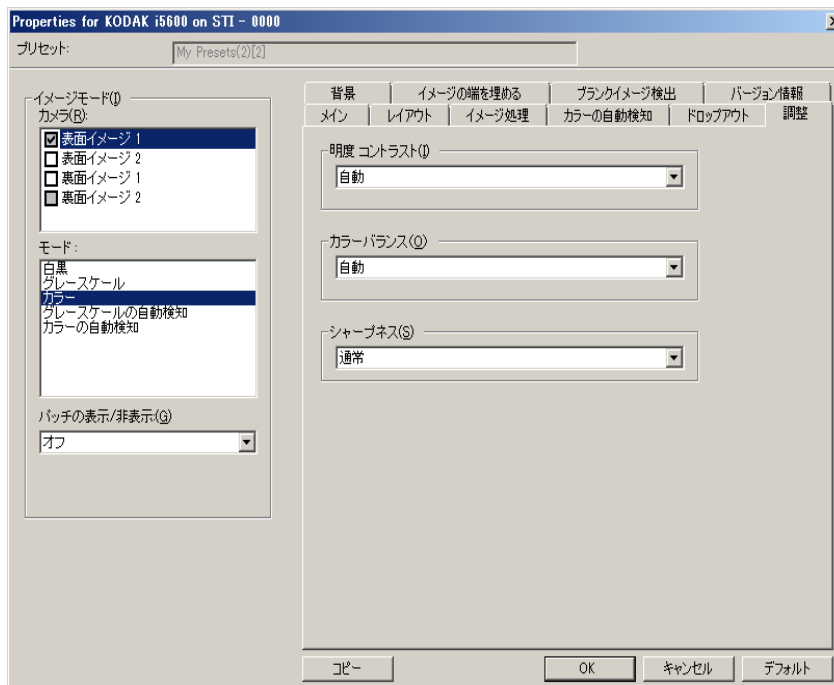 Properties for KODAK i5600 on STI - 0000
プリセット:
My Presets(2)[2]
イメージモード(I)
カメラ(R):
表面イメージ 1
表面イメージ 2
裏面イメージ 1
裏面イメージ 2
モード:
白黒
グレースケール
カラー
グレースケールの自動検知
カラーの自動検知
パッチの表示/非表示:(G)
オフ
背景
イメージの端を埋める
ブランクイメージ検出
バージョン情報
メイン
レイアウト
イメージ処理
カラーの自動検知
ドロップアウト
調整
明度 コントラスト(I)
自動
カラーバランス(O)
自動
シャープネス(S)
通常
コピー
OK
キャンセル
デフォルト